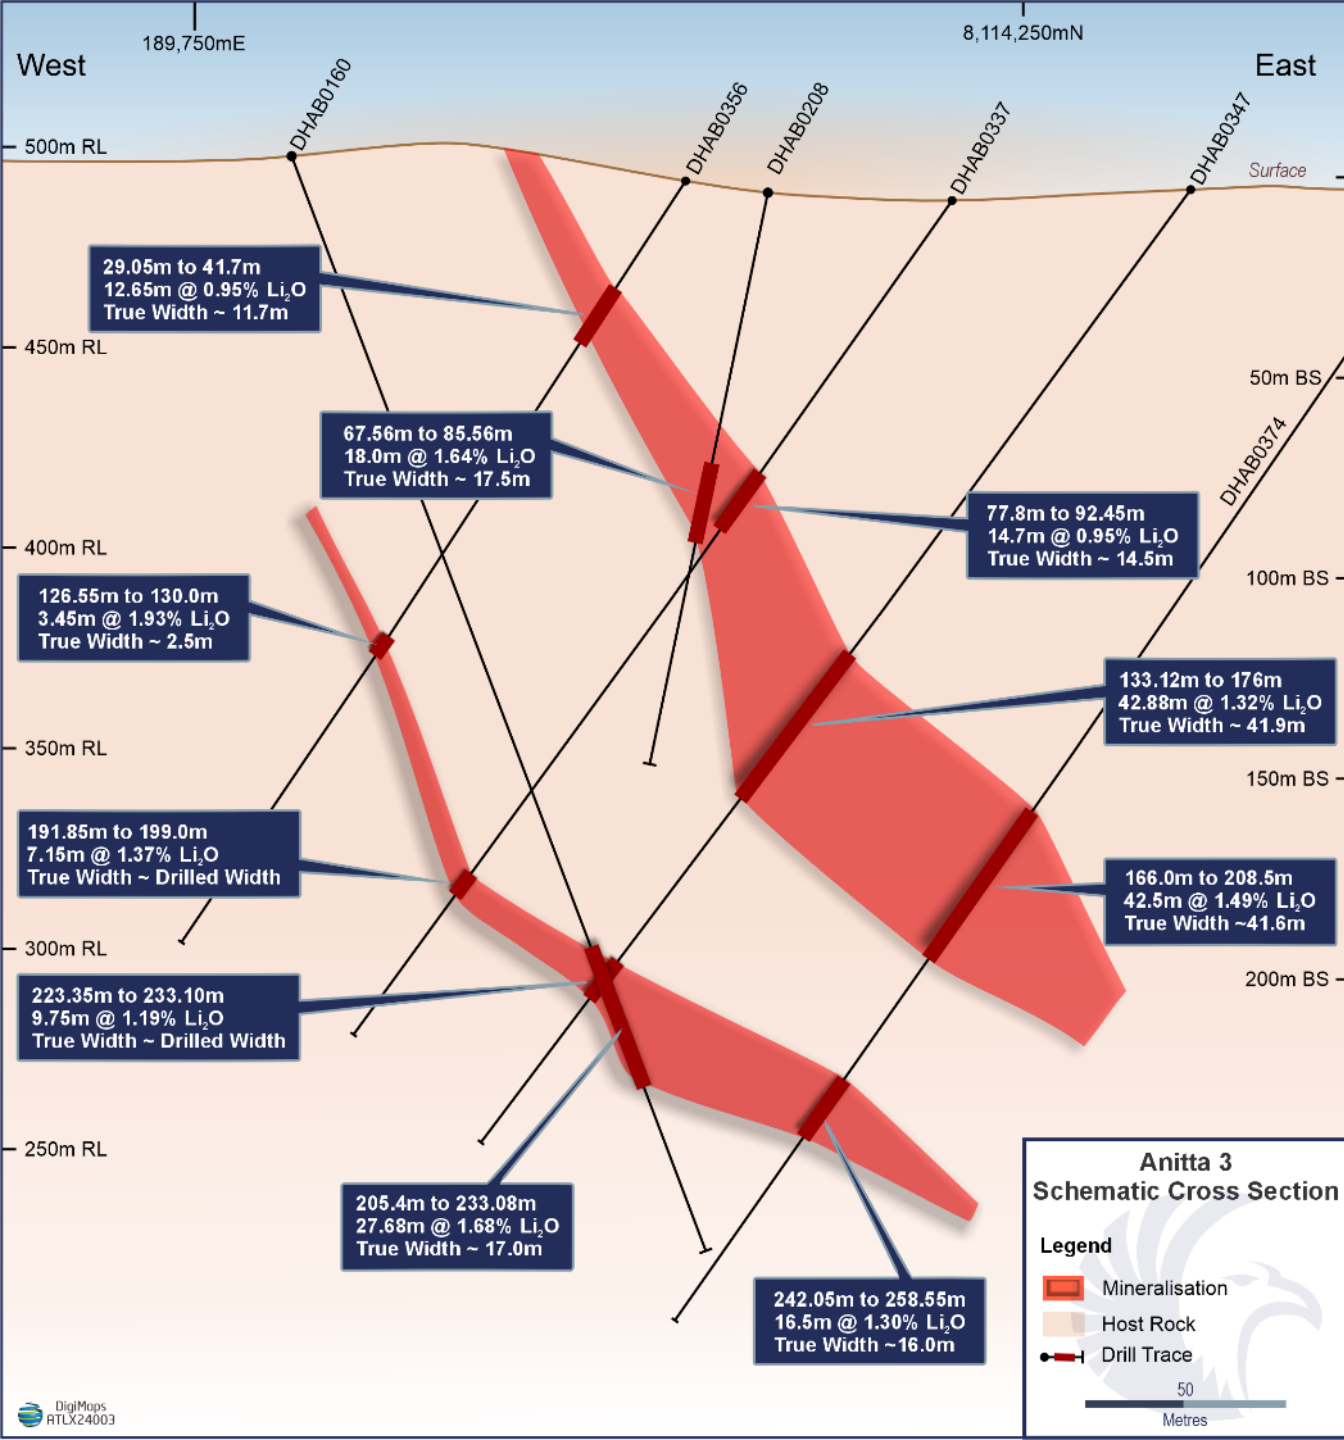 189,750mE
8,114,250mN
West
East
DHAB0160
DHAB0356
DHAB0208
DHAB0337
DHAB0347
500m RL
Surface
29.05m to 41.7m
12.65m @ 0.95% Li₂O
True Width ~ 11.7m
450m RL
50m BS
67.56m to 85.56m
18.0m @ 1.64% Li₂O
True Width ~ 17.5m
DHAB0374
77.8m to 92.45m
14.7m @ 0.95% Li₂O
True Width ~ 14.5m
400m RL
100m BS
126.55m to 130.0m
3.45m @ 1.93% Li₂O
True Width ~ 2.5m
133.12m to 176m
42.88m @ 1.32% Li₂O
True Width ~ 41.9m
350m RL
150m BS
191.85m to 199.0m
7.15m @ 1.37% Li₂O
True Width ~ Drilled Width
166.0m to 208.5m
42.5m @ 1.49% Li₂O
True Width ~41.6m
300m RL
200m BS
223.35m to 233.10m
9.75m @ 1.19% Li₂O
True Width ~ Drilled Width
250m RL
205.4m to 233.08m
27.68m @ 1.68% Li₂O
True Width ~ 17.0m
242.05m to 258.55m
16.5m @ 1.30% Li₂O
True Width ~16.0m
Anitta 3
Schematic Cross Section
Legend
Mineralisation
Host Rock
Drill Trace
50
Metres
DigiMaps
ATLX24003